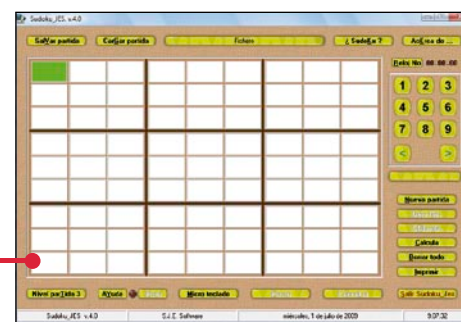 Sudoku_JES. v.4.0
Salvar partida Cargar partida Fichero ¿ Sudoku ? Acerca de ...
Reloj No 00:00:00
1 2 3
4 5 6
7 8 9
< >
Nueva partida
Calcula
Borrar todo
Imprimir
Nivel partida 3 Ayuda Micro teclado Salir Sudoku_Jes
Sudoku_JES v.4.0 S.J.E. Software miércoles, 1 de julio de 2009 9:07:32